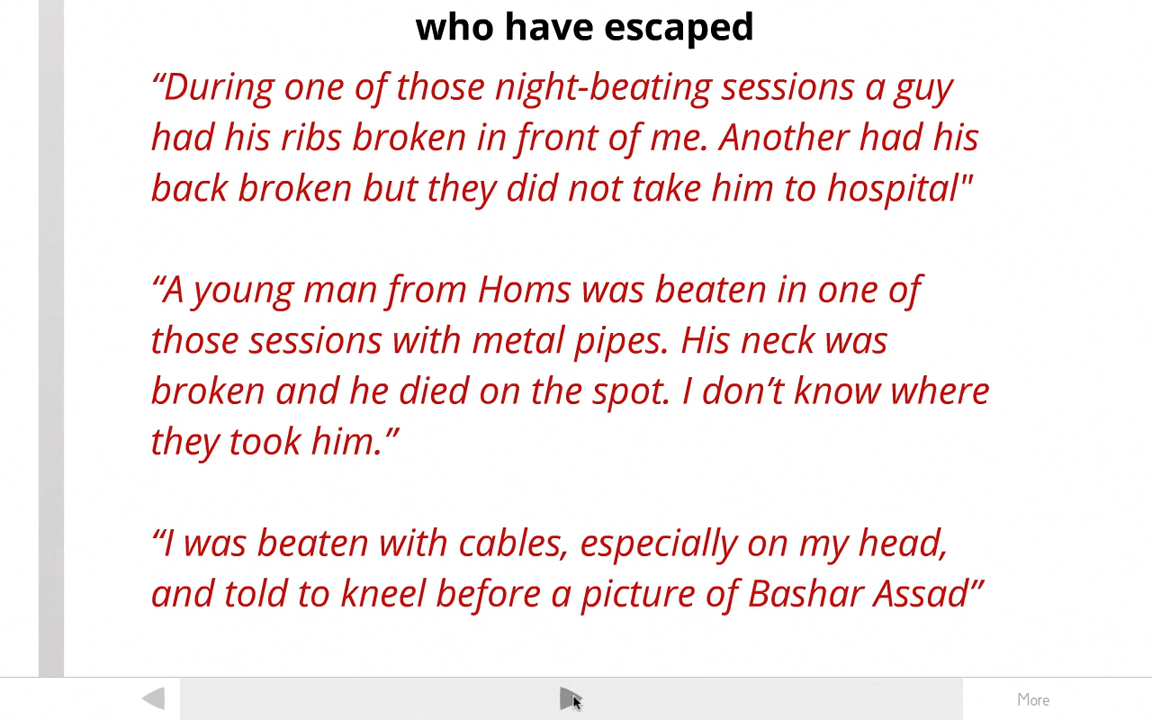 who have escaped
“During one of those night-beating sessions a guy
had his ribs broken in front of me. Another had his
back broken but they did not take him to hospital"
“A young man from Homs was beaten in one of
those sessions with metal pipes. His neck was
broken and he died on the spot. I don’t know where
they took him.”
“I was beaten with cables, especially on my head,
and told to kneel before a picture of Bashar Assad”
More